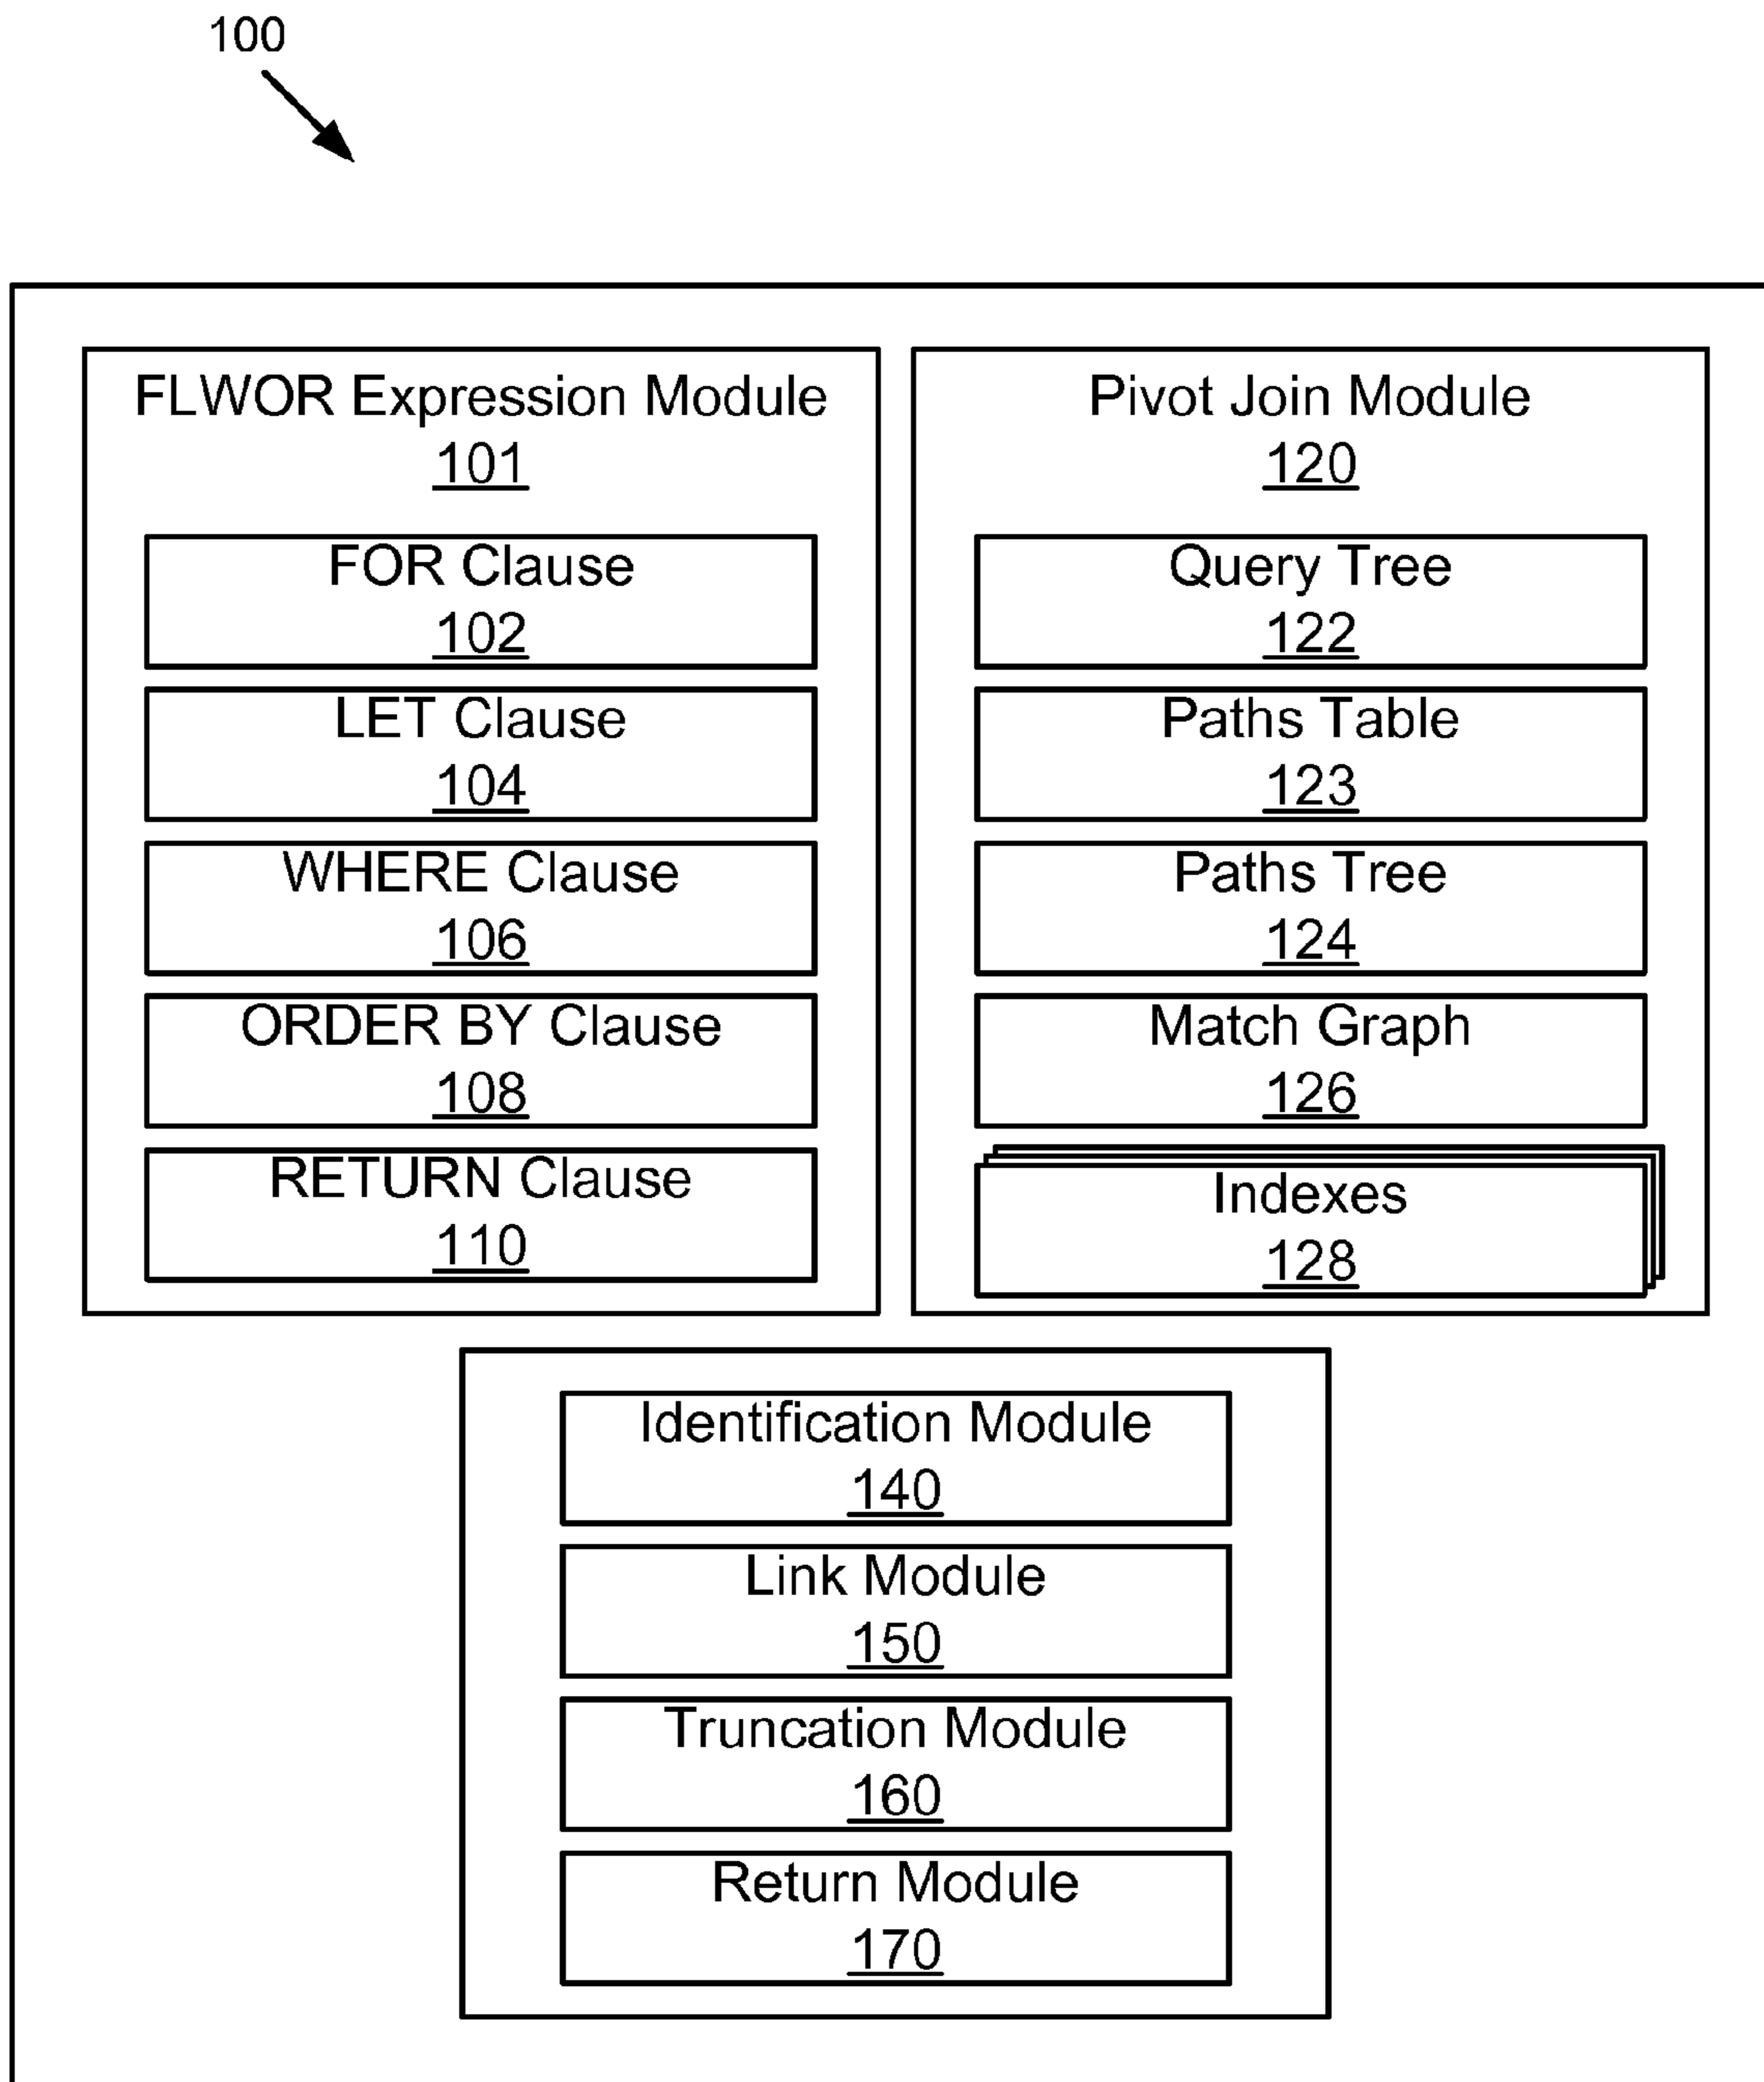 100
FLWOR Expression Module
101
FOR Clause
102
LET Clause
104
WHERE Clause
106
ORDER BY Clause
108
RETURN Clause
110
Pivot Join Module
120
Query Tree
122
Paths Table
123
Paths Tree
124
Match Graph
126
Indexes
128
Identification Module
140
Link Module
150
Truncation Module
160
Return Module
170